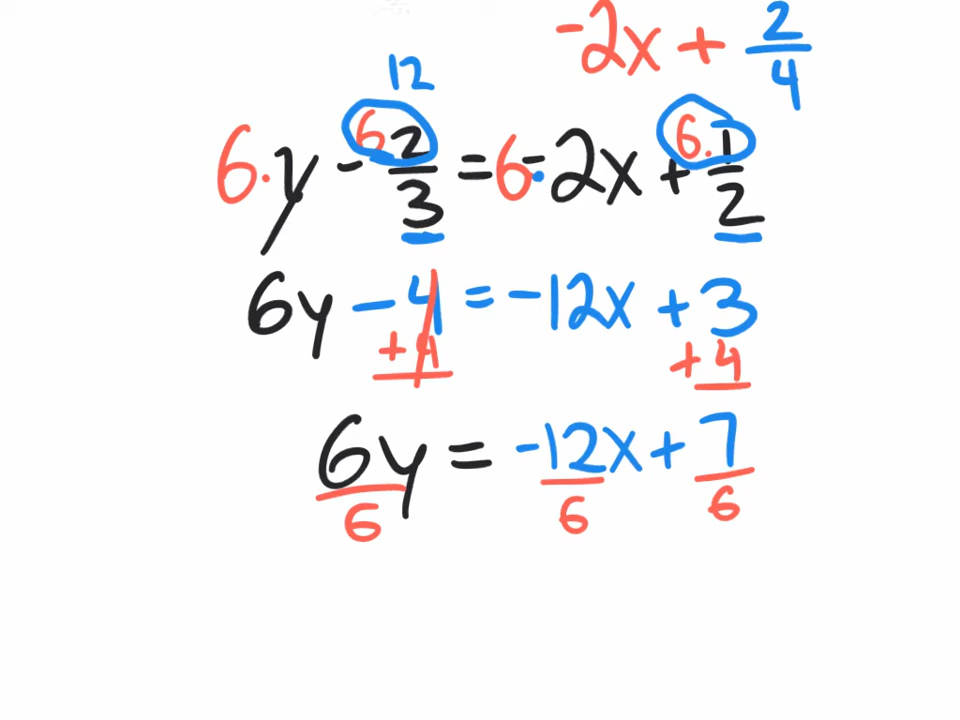 -2x + 2/4
12
6·y - 6·2/3 = 6·-2x + 6·1/2
6y - 4 = -12x + 3
+4 +4
6y = -12x + 7
6 6 6